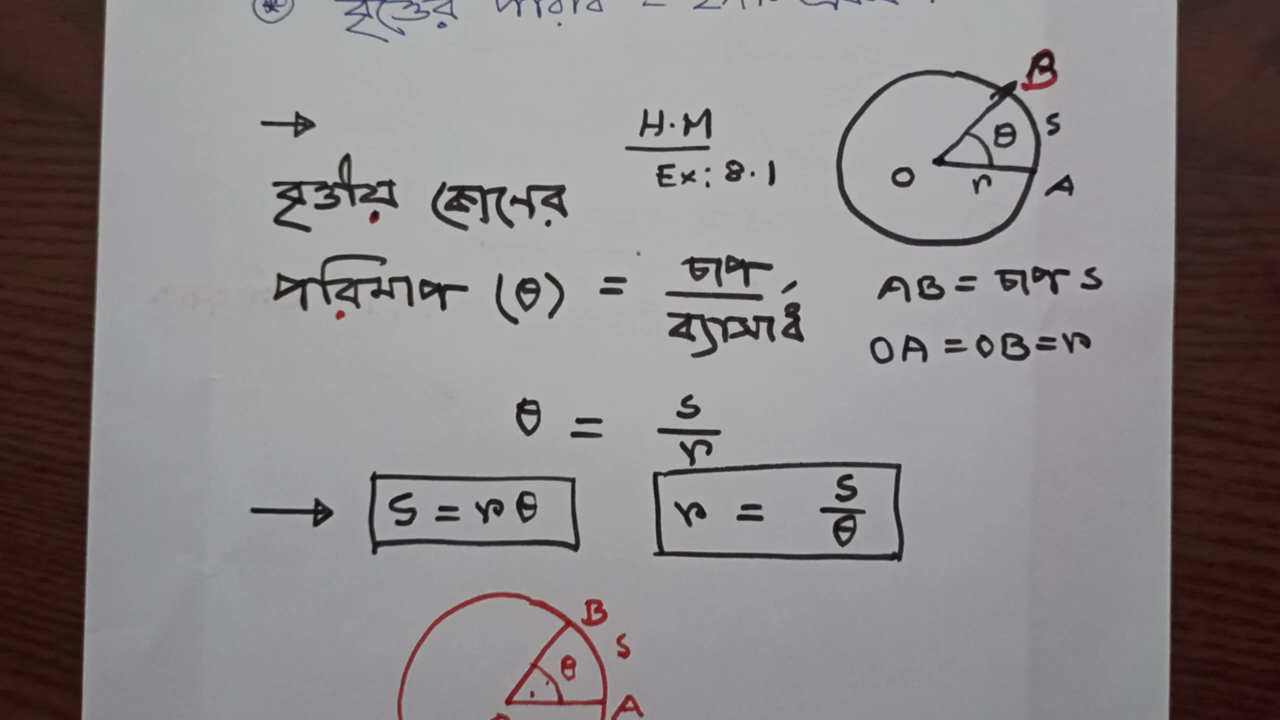 বৃত্তের
→
H.M
Ex: 8.1
বৃত্তীয় কোনের
পরিমাপ (θ) = চাপ / ব্যাসার্ধ
B
θ
S
O
r
A
AB = চাপ s
OA = OB = r
θ = s / r
→ S = rθ
r = s / θ
B
S
θ
A